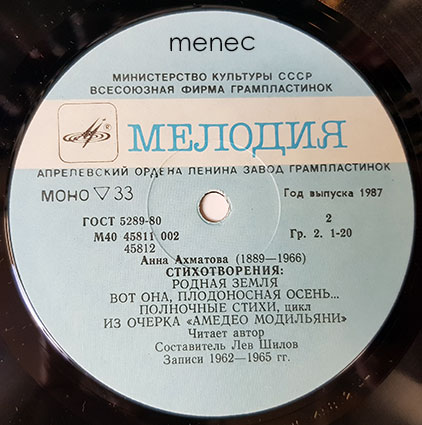 menec
МИНИСТЕРСТВО КУЛЬТУРЫ СССР
ВСЕСОЮЗНАЯ ФИРМА ГРАМПЛАСТИНОК
МЕЛОДИЯ
АПРЕЛЕВСКИЙ ОРДЕНА ЛЕНИНА ЗАВОД ГРАМПЛАСТИНОК
МОНО ▽ 33
Год выпуска 1987
ГОСТ 5289-80
2
М40 45811 002
Гр. 2. 1-20
45812
Анна Ахматова (1889—1966)
СТИХОТВОРЕНИЯ:
РОДНАЯ ЗЕМЛЯ
ВОТ ОНА, ПЛОДОНОСНАЯ ОСЕНЬ...
ПОЛНОЧНЫЕ СТИХИ, цикл
ИЗ ОЧЕРКА «АМЕДЕО МОДИЛЬЯНИ»
Читает автор
Составитель Лев Шилов
Записи 1962—1965 гг.